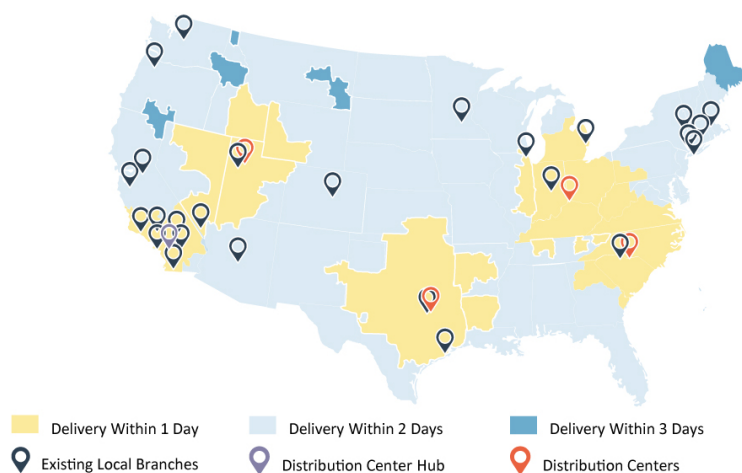 Delivery Within 1 Day
Delivery Within 2 Days
Delivery Within 3 Days
Existing Local Branches
Distribution Center Hub
Distribution Centers